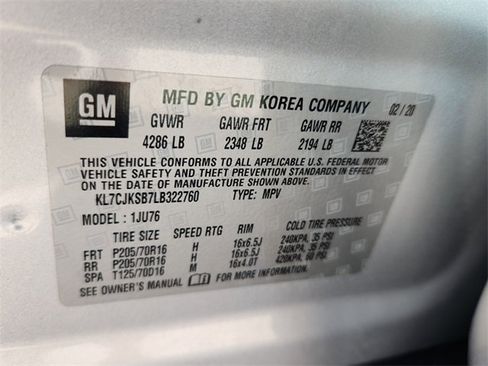 GM
MFD BY GM KOREA COMPANY 02/20
GVWR GAWR FRT GAWR RR
4286 LB 2348 LB 2194 LB
THIS VEHICLE CONFORMS TO ALL APPLICABLE U.S. FEDERAL MOTOR
VEHICLE SAFETY, BUMPER, AND THEFT PREVENTION STANDARDS IN EFFECT ON
THE DATE OF MANUFACTURE SHOWN ABOVE.
KL7CJKSB7LB322760 TYPE: MPV
MODEL: 1JU76
TIRE SIZE SPEED RTG RIM COLD TIRE PRESSURE
FRT P205/70R16 H 16x6.5J 240KPA, 35 PSI
RR P205/70R16 H 16x6.5J 240KPA, 35 PSI
SPA T125/70D16 M 16x4.0T 420KPA, 60 PSI
SEE OWNER'S MANUAL